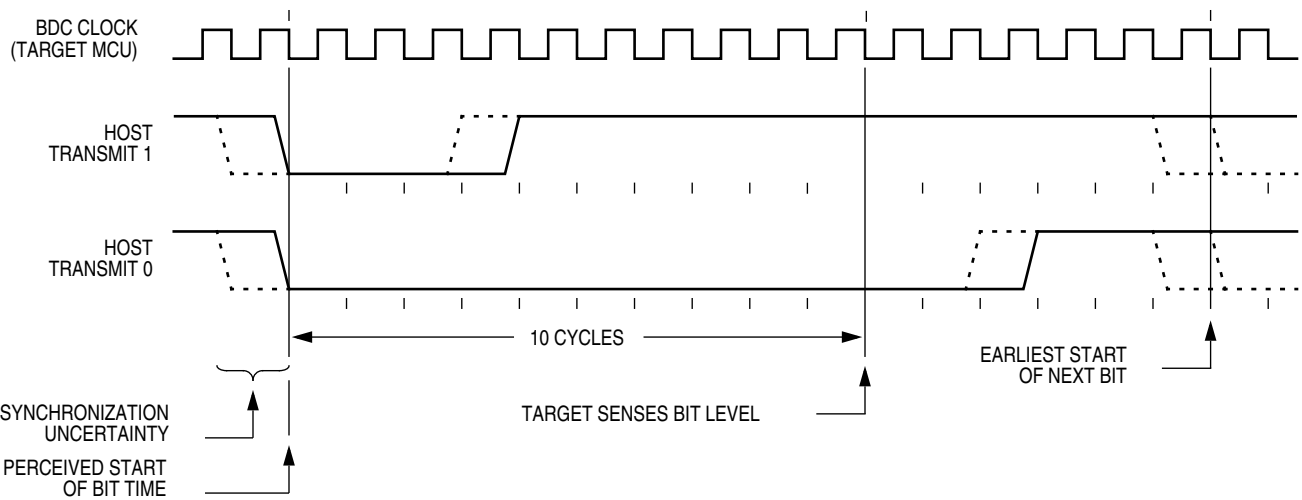 BDC CLOCK
(TARGET MCU)
HOST
TRANSMIT 1
HOST
TRANSMIT 0
10 CYCLES
EARLIEST START
OF NEXT BIT
SYNCHRONIZATION
UNCERTAINTY
TARGET SENSES BIT LEVEL
PERCEIVED START
OF BIT TIME